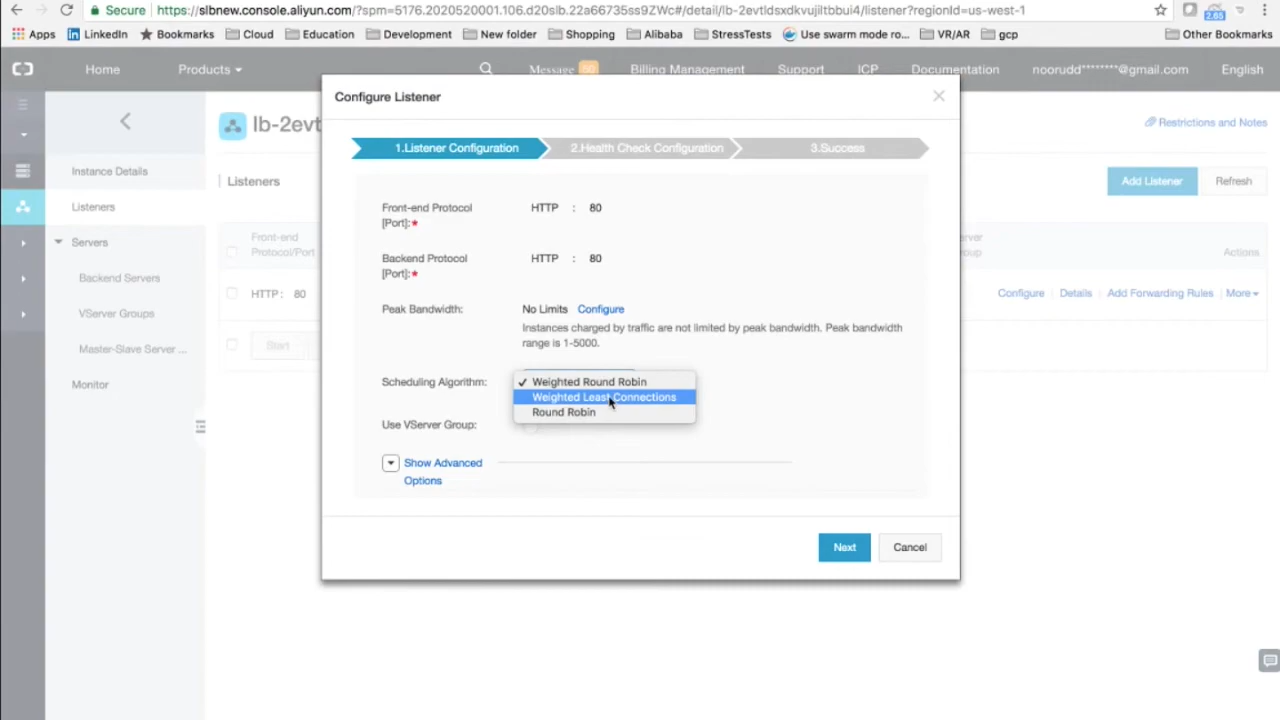 Secure https://slbnew.console.aliyun.com/?spm=5176.2020520001.106.d20slb.22a66735ss9ZWc#/detail/lb-2evtldsxdkvujiltbbui4/listener?regionId=us-west-1
2.65
Apps LinkedIn Bookmarks Cloud Education Development New folder Shopping Alibaba StressTests Use swarm mode ro... VR/AR gcp Other Bookmarks
Home Products Message 50 Billing Management Support ICP Documentation noorudd********@gmail.com English
Configure Listener
lb-2evt
Restrictions and Notes
1.Listener Configuration 2.Health Check Configuration 3.Success
Instance Details
Listeners
Add Listener Refresh
Listeners
Front-end Protocol [Port]:* HTTP : 80
Servers
Front-end Protocol/Port
erver
oup
Actions
Backend Protocol [Port]:* HTTP : 80
Backend Servers
HTTP: 80
Configure Details Add Forwarding Rules More
Peak Bandwidth: No Limits Configure
VServer Groups
Instances charged by traffic are not limited by peak bandwidth. Peak bandwidth
range is 1-5000.
Start
Master-Slave Server ...
Monitor
Scheduling Algorithm: ✓ Weighted Round Robin
Weighted Least Connections
Round Robin
Use VServer Group:
Show Advanced
Options
Next Cancel